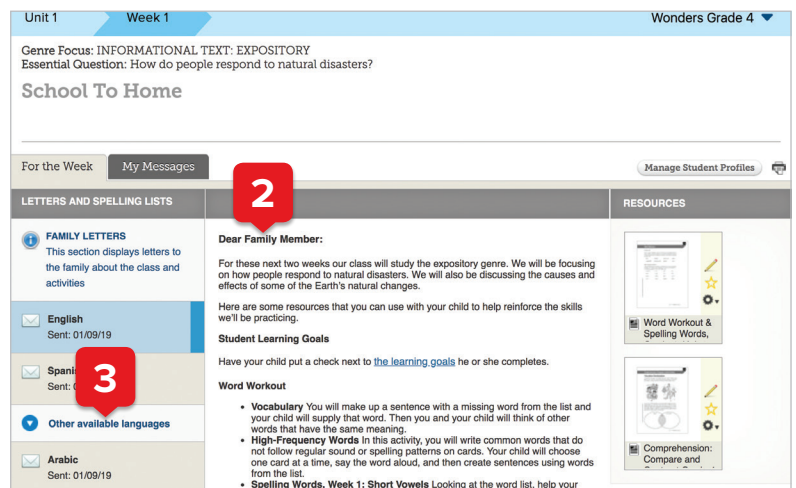 Unit 1 Week 1 Wonders Grade 4
Genre Focus: INFORMATIONAL TEXT: EXPOSITORY
Essential Question: How do people respond to natural disasters?
School To Home
For the Week My Messages Manage Student Profiles
LETTERS AND SPELLING LISTS
FAMILY LETTERS
This section displays letters to
the family about the class and
activities
English
Sent: 01/09/19
Sent:
3
Other available languages
Arabic
Sent: 01/09/19
2
Dear Family Member:
For these next two weeks our class will study the expository genre. We will be focusing
on how people respond to natural disasters. We will also be discussing the causes and
effects of some of the Earth's natural changes.
Here are some resources that you can use with your child to help reinforce the skills
we'll be practicing.
Student Learning Goals
Have your child put a check next to the learning goals he or she completes.
Word Workout
• Vocabulary You will make up a sentence with a missing word from the list and
your child will supply that word. Then you and your child will think of other
words that have the same meaning.
• High-Frequency Words In this activity, you will write common words that do
not follow regular sound or spelling patterns on cards. Your child will choose
one card at a time, say the word aloud, and then create sentences using words
from the list.
• Spelling Words, Week 1: Short Vowels Looking at the word list, help your
RESOURCES
Word Workout &
Spelling Words,
Comprehension:
Compare and